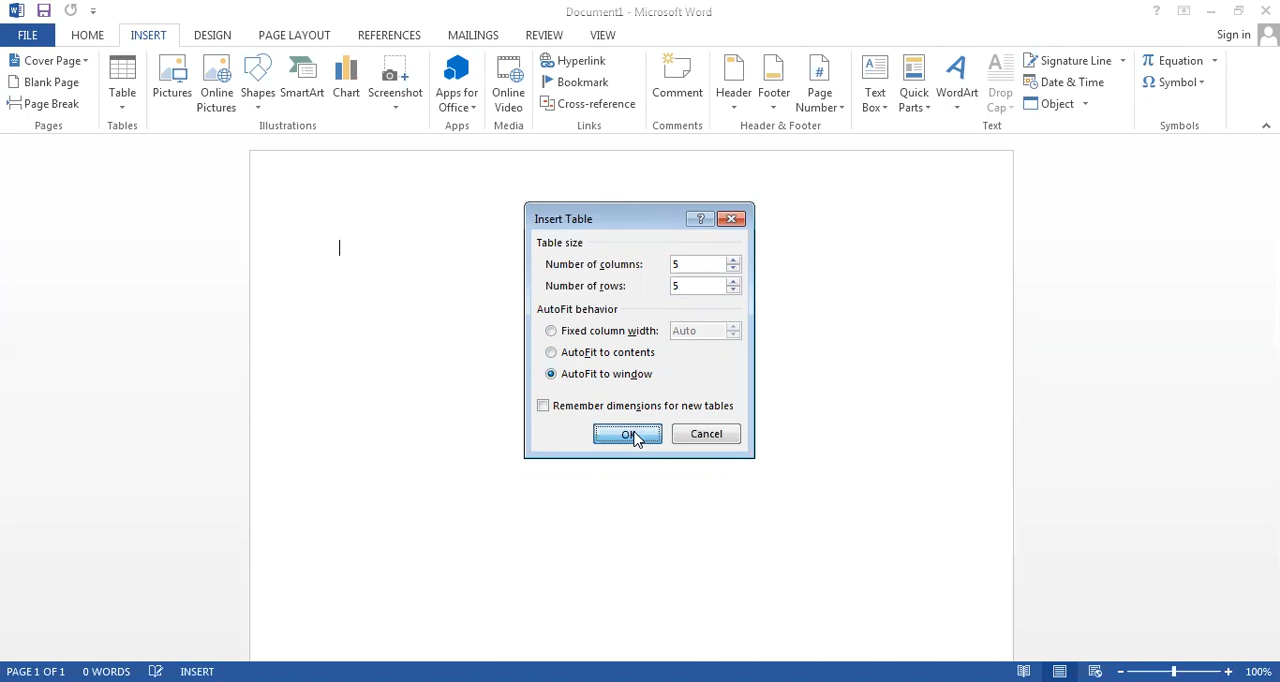 Document1 - Microsoft Word
FILE HOME INSERT DESIGN PAGE LAYOUT REFERENCES MAILINGS REVIEW VIEW Sign in
Cover Page
Blank Page
Page Break
Pages
Table
Tables
Pictures
Online Pictures
Shapes
SmartArt
Chart
Screenshot
Illustrations
Apps for Office
Apps
Online Video
Media
Hyperlink
Bookmark
Cross-reference
Links
Comment
Comments
Header
Footer
Page Number
Header & Footer
Text Box
Quick Parts
WordArt
Drop Cap
Signature Line
Date & Time
Object
Text
Equation
Symbol
Symbols
Insert Table
Table size
Number of columns: 5
Number of rows: 5
AutoFit behavior
Fixed column width: Auto
AutoFit to contents
AutoFit to window
Remember dimensions for new tables
OK Cancel
PAGE 1 OF 1 0 WORDS INSERT 100%